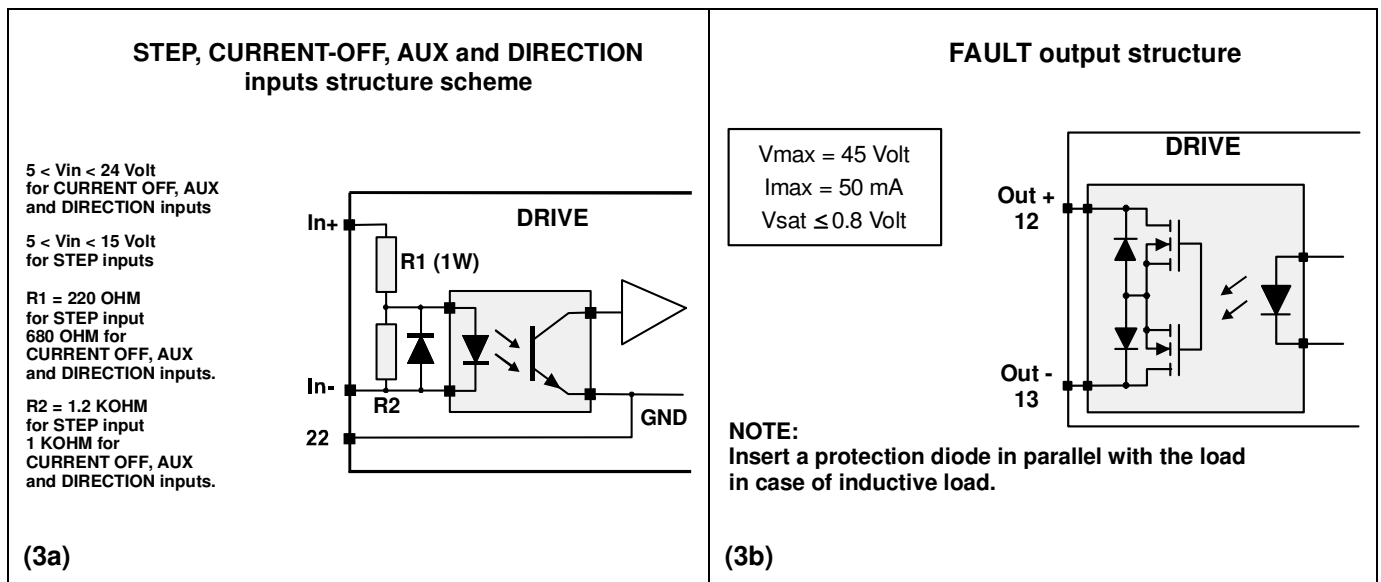 STEP, CURRENT-OFF, AUX and DIRECTION
inputs structure scheme
5 < Vin < 24 Volt
for CURRENT OFF, AUX
and DIRECTION inputs
5 < Vin < 15 Volt
for STEP inputs
R1 = 220 OHM
for STEP input
680 OHM for
CURRENT OFF, AUX
and DIRECTION inputs.
R2 = 1.2 KOHM
for STEP input
1 KOHM for
CURRENT OFF, AUX
and DIRECTION inputs.
In+
DRIVE
R1 (1W)
In-
R2
GND
22
(3a)
FAULT output structure
Vmax = 45 Volt
Imax = 50 mA
Vsat ≤ 0.8 Volt
DRIVE
Out +
12
Out -
13
NOTE:
Insert a protection diode in parallel with the load
in case of inductive load.
(3b)